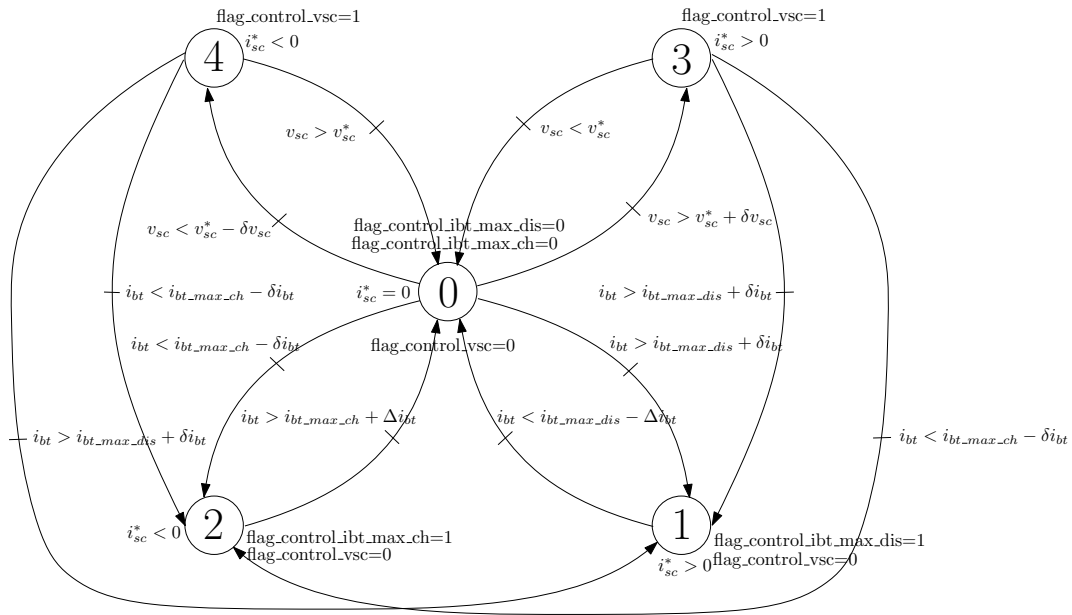 flag_control_vsc=1
i*sc < 0
4
flag_control_vsc=1
i*sc > 0
3
vsc > v*sc
vsc < v*sc
vsc < v*sc − δvsc
vsc > v*sc + δvsc
flag_control_ibt_max_dis=0
flag_control_ibt_max_ch=0
i*sc = 0
0
flag_control_vsc=0
ibt < ibt_max_ch − δibt
ibt > ibt_max_dis + δibt
ibt < ibt_max_ch − δibt
ibt > ibt_max_dis + δibt
ibt > ibt_max_ch + Δibt
ibt < ibt_max_dis − Δibt
ibt > ibt_max_dis + δibt
ibt < ibt_max_ch − δibt
i*sc < 0
2
flag_control_ibt_max_ch=1
flag_control_vsc=0
1
flag_control_ibt_max_dis=1
flag_control_vsc=0
i*sc > 0